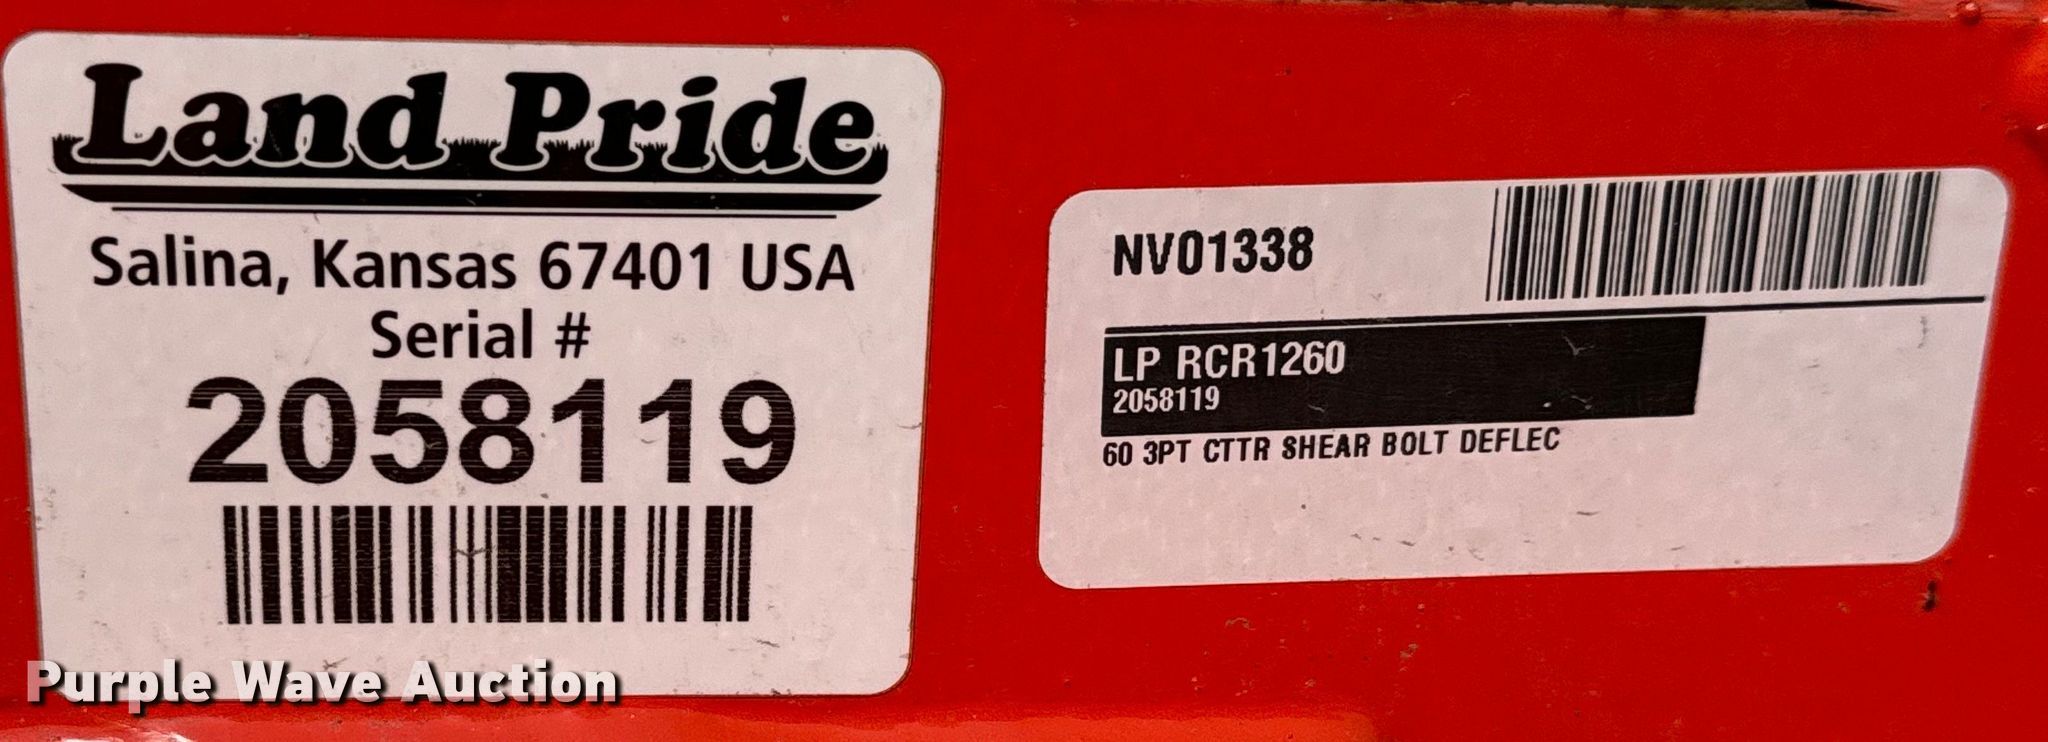 Land Pride
Salina, Kansas 67401 USA
Serial #
2058119
NV01338
LP RCR1260
2058119
60 3PT CTTR SHEAR BOLT DEFLEC
Purple Wave Auction